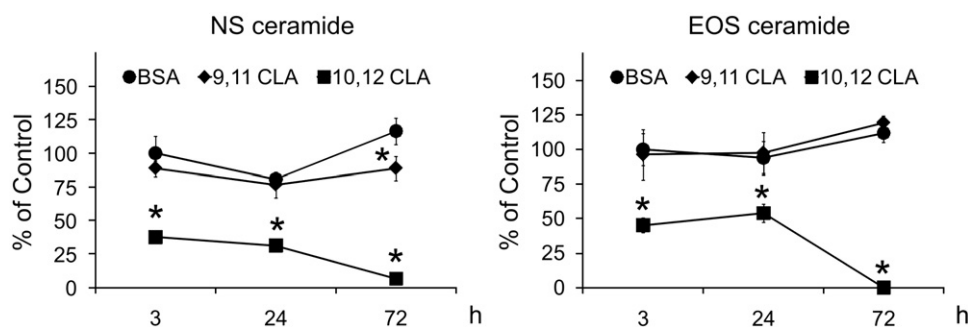 NS ceramide
BSA 9,11 CLA 10,12 CLA
% of Control
150
125
100
75
50
25
0
* * * *
3 24 72 h
EOS ceramide
BSA 9,11 CLA 10,12 CLA
% of Control
150
125
100
75
50
25
0
* * *
3 24 72 h